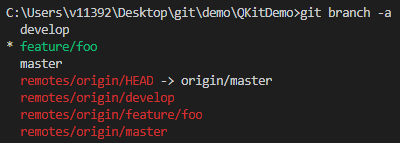 C:\Users\v11392\Desktop\git\demo\QKitDemo>git branch -a
  develop
* feature/foo
  master
  remotes/origin/HEAD -> origin/master
  remotes/origin/develop
  remotes/origin/feature/foo
  remotes/origin/master